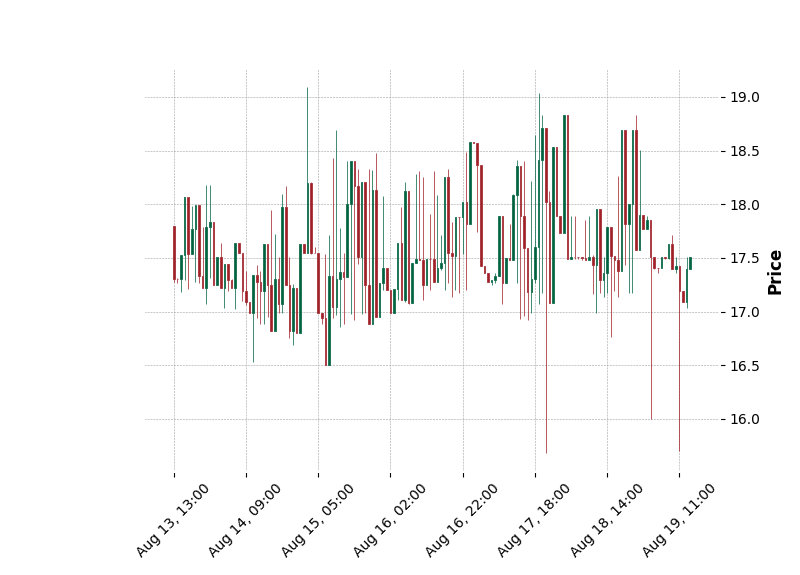 19.0
18.5
18.0
17.5
17.0
16.5
16.0
Price
Aug 13, 13:00
Aug 14, 09:00
Aug 15, 05:00
Aug 16, 02:00
Aug 16, 22:00
Aug 17, 18:00
Aug 18, 14:00
Aug 19, 11:00